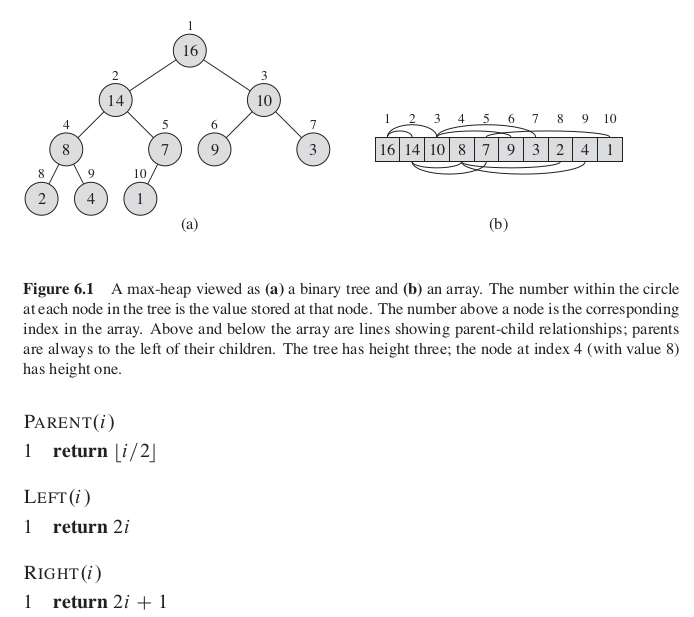 1
16
2 3
14 10
4 5 6 7
8 7 9 3
8 9 10
2 4 1
(a)
1 2 3 4 5 6 7 8 9 10
16 14 10 8 7 9 3 2 4 1
(b)
Figure 6.1 A max-heap viewed as (a) a binary tree and (b) an array. The number within the circle
at each node in the tree is the value stored at that node. The number above a node is the corresponding
index in the array. Above and below the array are lines showing parent-child relationships; parents
are always to the left of their children. The tree has height three; the node at index 4 (with value 8)
has height one.
PARENT(i)
1 return ⌊i/2⌋
LEFT(i)
1 return 2i
RIGHT(i)
1 return 2i + 1